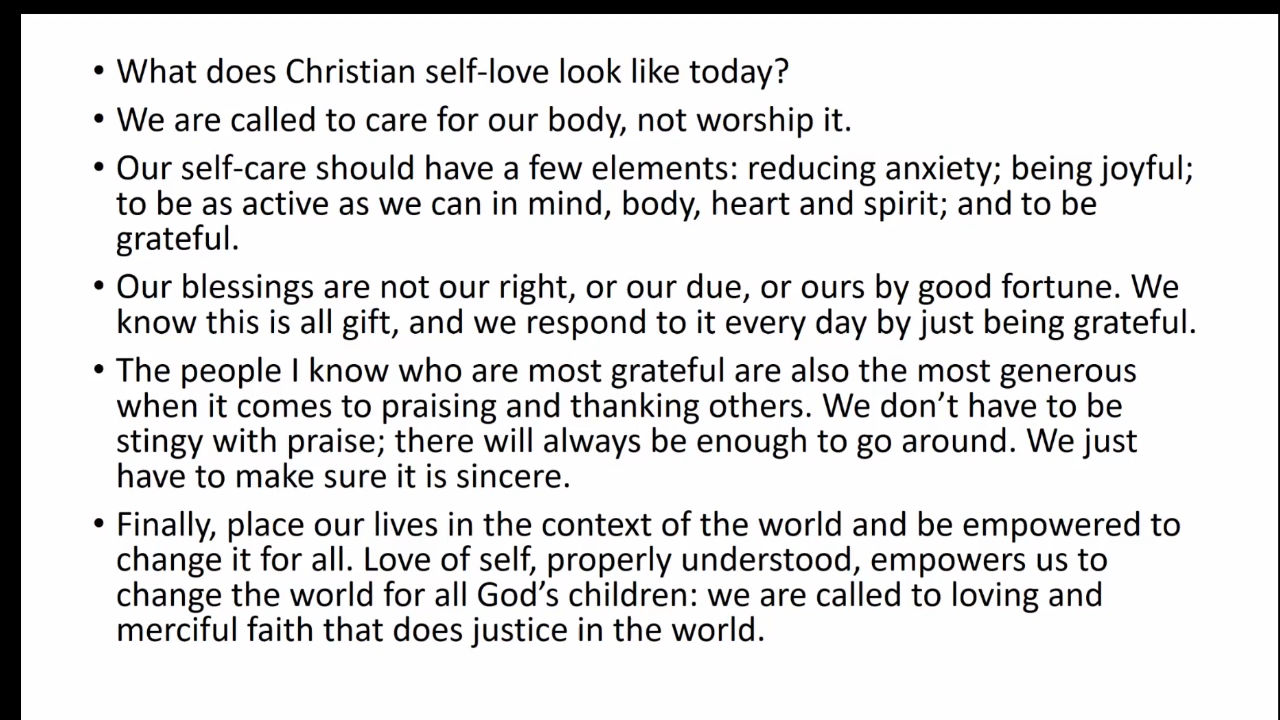 • What does Christian self-love look like today?
• We are called to care for our body, not worship it.
• Our self-care should have a few elements: reducing anxiety; being joyful;
to be as active as we can in mind, body, heart and spirit; and to be
grateful.
• Our blessings are not our right, or our due, or ours by good fortune. We
know this is all gift, and we respond to it every day by just being grateful.
• The people I know who are most grateful are also the most generous
when it comes to praising and thanking others. We don’t have to be
stingy with praise; there will always be enough to go around. We just
have to make sure it is sincere.
• Finally, place our lives in the context of the world and be empowered to
change it for all. Love of self, properly understood, empowers us to
change the world for all God’s children: we are called to loving and
merciful faith that does justice in the world.